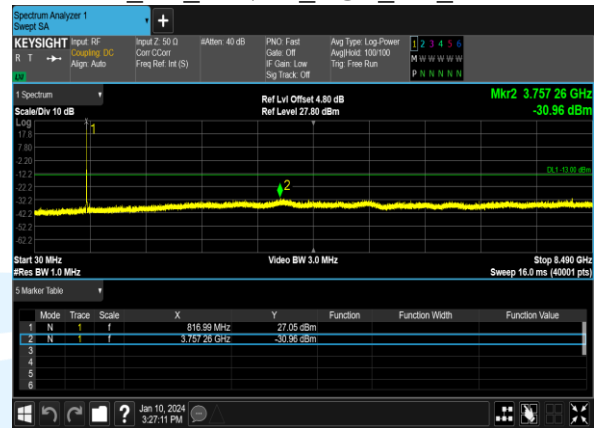 Spectrum Analyzer 1
Swept SA
+
KEYSIGHT Input: RF Input Z: 50 Ω #Atten: 40 dB PNO: Fast Avg Type: Log-Power 1 2 3 4 5 6
R T Coupling: DC Corr CCorr Gate: Off Avg|Hold: 100/100 M W W W W W
Align: Auto Freq Ref: Int (S) IF Gain: Low Trig: Free Run
Sig Track: Off P N N N N N
1 Spectrum
Ref Lvl Offset 4.80 dB Mkr2 3.757 26 GHz
Scale/Div 10 dB Ref Level 27.80 dBm -30.96 dBm
Log
1
17.8
7.80
-2.20
DL1 -13.00 dBm
-12.2
2
-22.2
-32.2
-42.2
-52.2
-62.2
Start 30 MHz Video BW 3.0 MHz Stop 8.490 GHz
#Res BW 1.0 MHz Sweep 16.0 ms (40001 pts)
5 Marker Table
Mode Trace Scale X Y Function Function Width Function Value
1 N 1 f 816.99 MHz 27.05 dBm
2 N 1 f 3.757 26 GHz -30.96 dBm
3
4
5
6
? Jan 10, 2024
3:27:11 PM